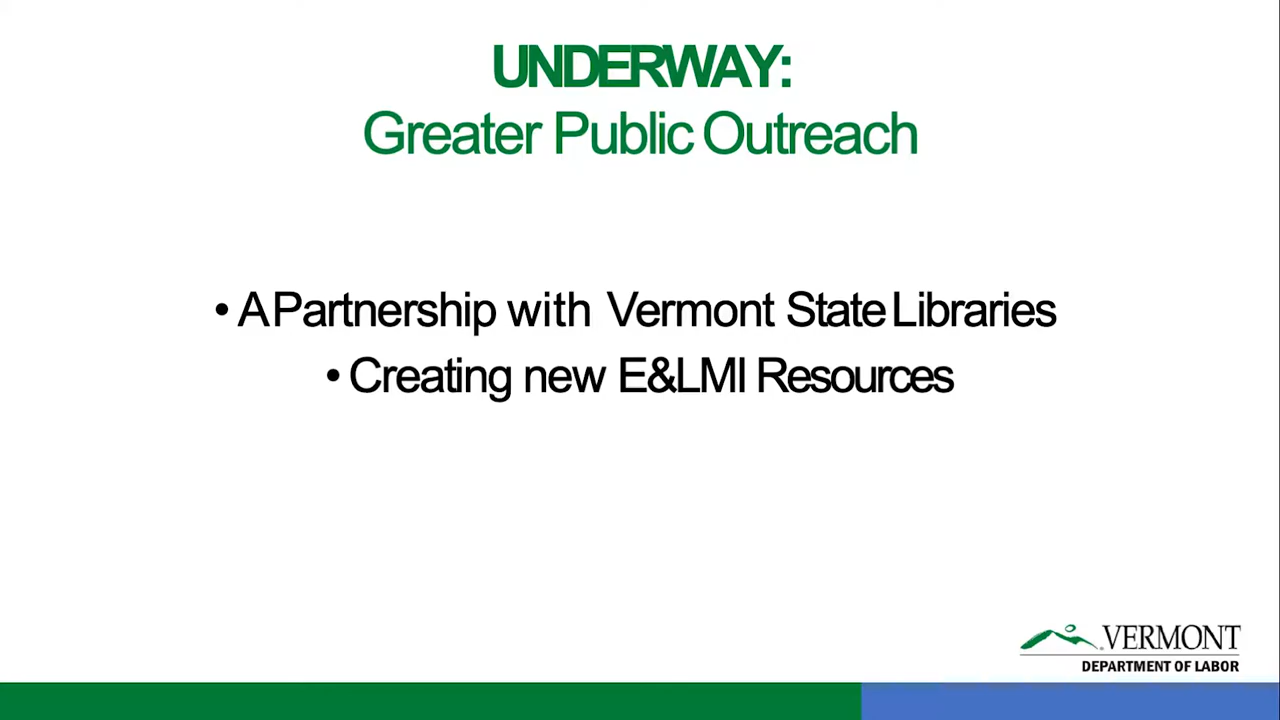 UNDERWAY:
Greater Public Outreach
• A Partnership with Vermont State Libraries
• Creating new E&LMI Resources
VERMONT
DEPARTMENT OF LABOR